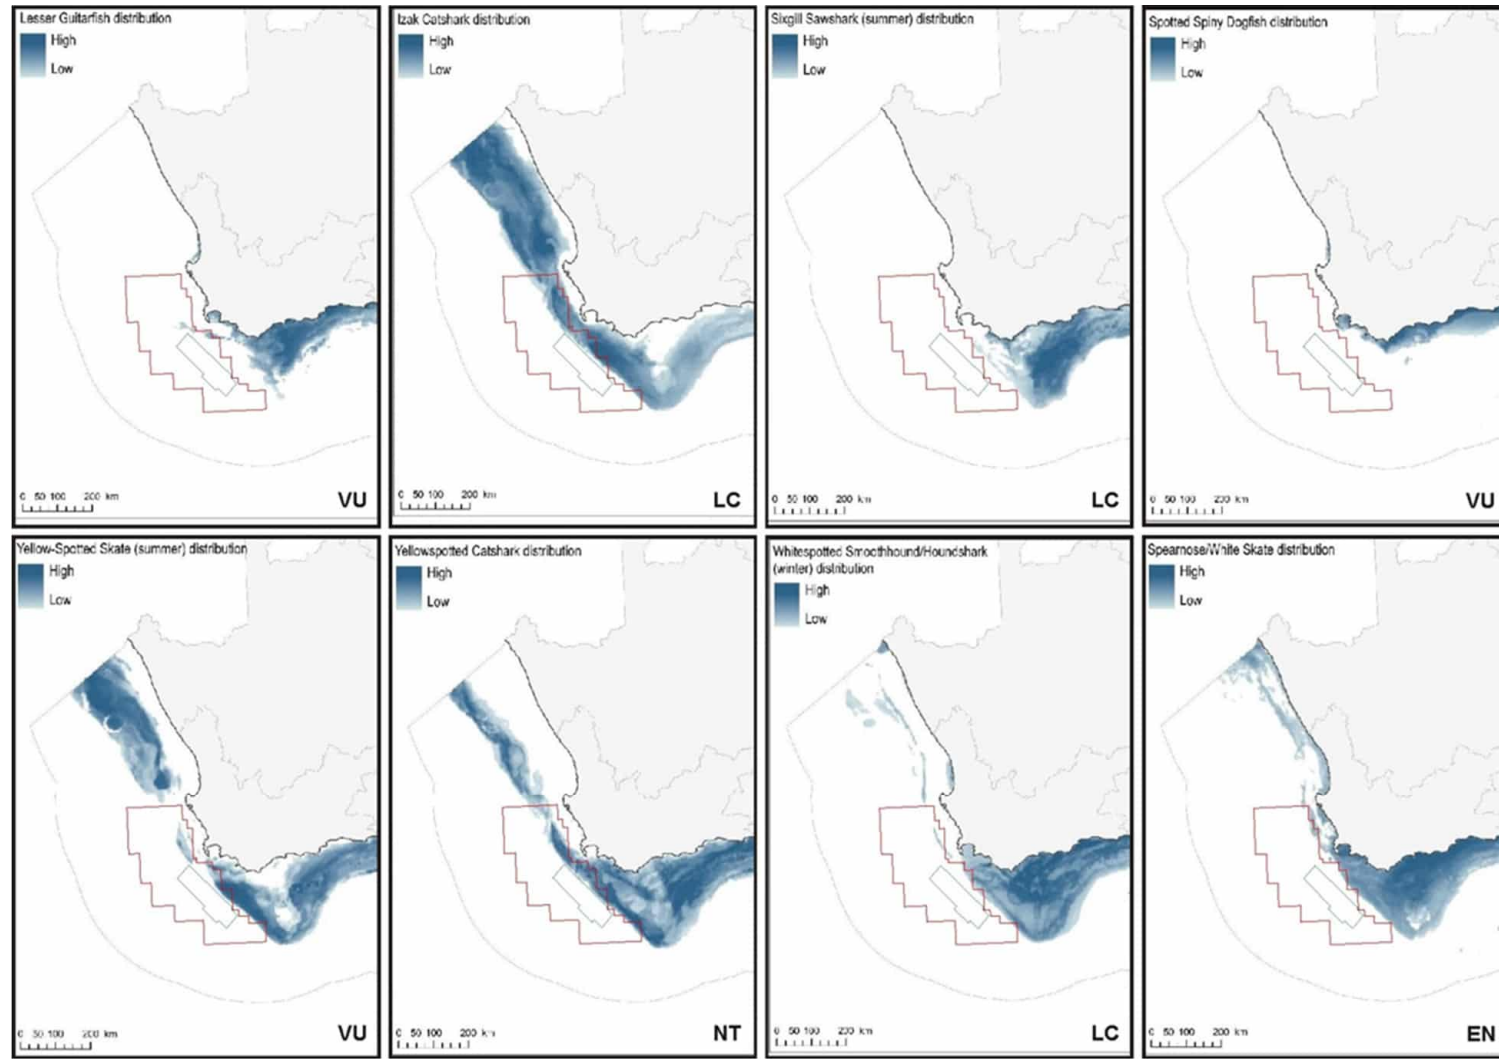 Lesser Guitarfish distribution
High
Low
0 50 100 200 km
VU
Izak Catshark distribution
High
Low
0 50 100 200 km
LC
Sixgill Sawshark (summer) distribution
High
Low
0 50 100 200 km
LC
Spotted Spiny Dogfish distribution
High
Low
0 50 100 200 km
VU
Yellow-Spotted Skate (summer) distribution
High
Low
0 50 100 200 km
VU
Yellowspotted Catshark distribution
High
Low
0 50 100 200 km
NT
Whitespotted Smoothhound/Houndshark
(winter) distribution
High
Low
0 50 100 200 km
LC
Spearnose/White Skate distribution
High
Low
0 50 100 200 km
EN